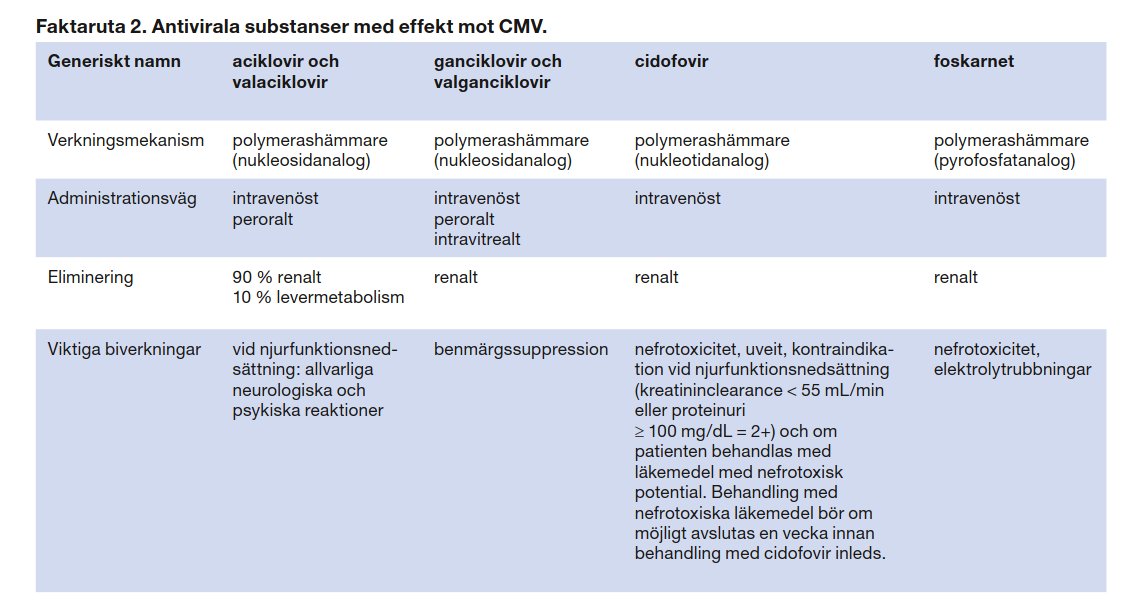 Faktaruta 2. Antivirala substanser med effekt mot CMV.
Generiskt namn
aciklovir och
valaciklovir
ganciklovir och
valganciklovir
cidofovir
foskarnet
Verkningsmekanism
polymerashämmare
(nukleosidanalog)
polymerashämmare
(nukleosidanalog)
polymerashämmare
(nukleotidanalog)
polymerashämmare
(pyrofosfatanalog)
Administrationsväg
intravenöst
peroralt
intravenöst
peroralt
intravitrealt
intravenöst
intravenöst
Eliminering
90 % renalt
10 % levermetabolism
renalt
renalt
renalt
Viktiga biverkningar
vid njurfunktionsned-
sättning: allvarliga
neurologiska och
psykiska reaktioner
benmärgssuppression
nefrotoxicitet, uveit, kontraindika-
tion vid njurfunktionsnedsättning
(kreatininclearance < 55 mL/min
eller proteinuri
≥ 100 mg/dL = 2+) och om
patienten behandlas med
läkemedel med nefrotoxisk
potential. Behandling med
nefrotoxiska läkemedel bör om
möjligt avslutas en vecka innan
behandling med cidofovir inleds.
nefrotoxicitet,
elektrolytrubbningar